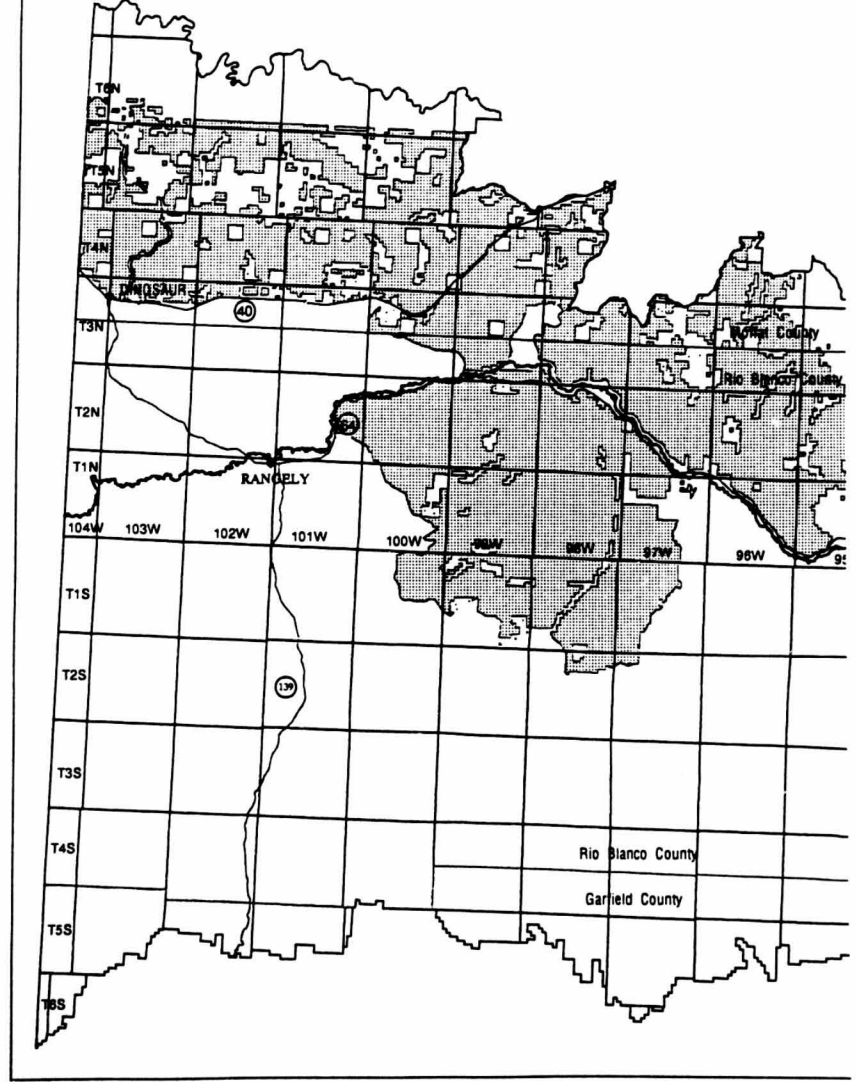 T6N
T5N
T4N
DINOSAUR
40
T3N
Moffat County
Rio Blanco County
T2N
64
T1N
RANGELY
104W 103W 102W 101W 100W 99W 98W 97W 96W 95
T1S
T2S
139
T3S
T4S
Rio Blanco County
Garfield County
T5S
T6S